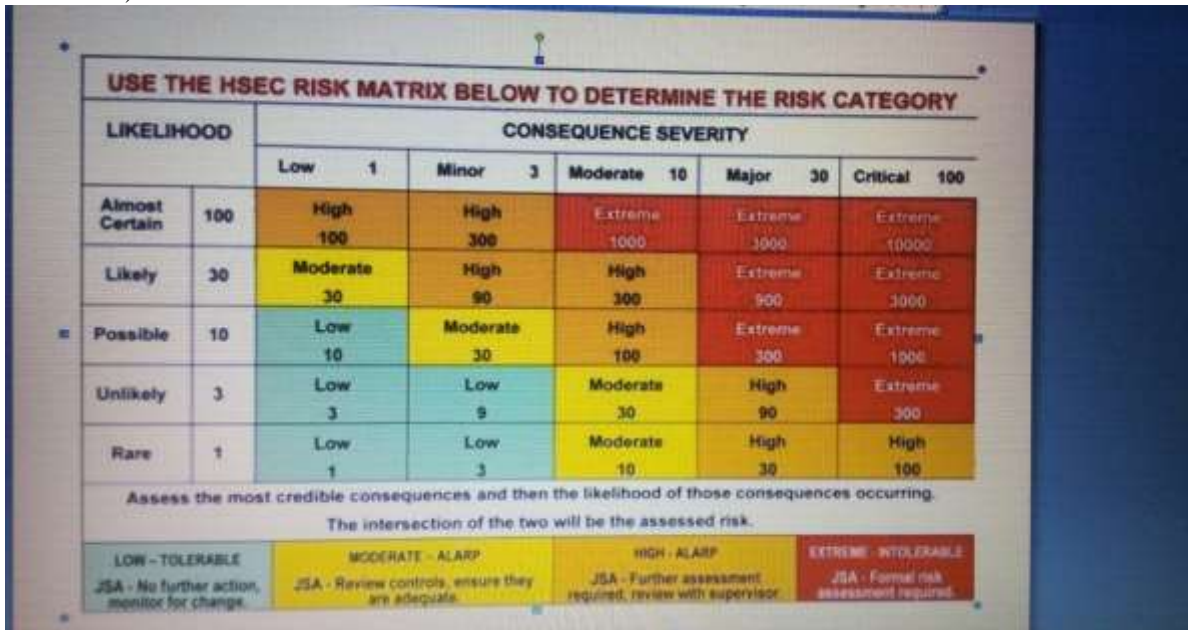 USE THE HSEC RISK MATRIX BELOW TO DETERMINE THE RISK CATEGORY
LIKELIHOOD CONSEQUENCE SEVERITY
Low 1 Minor 3 Moderate 10 Major 30 Critical 100
Almost Certain 100 High 100 High 300 Extreme 1000 Extreme 3000 Extreme 10000
Likely 30 Moderate 30 High 90 High 300 Extreme 900 Extreme 3000
Possible 10 Low 10 Moderate 30 High 100 Extreme 300 Extreme 1000
Unlikely 3 Low 3 Low 9 Moderate 30 High 90 Extreme 300
Rare 1 Low 1 Low 3 Moderate 10 High 30 High 100
Assess the most credible consequences and then the likelihood of those consequences occurring.
The intersection of the two will be the assessed risk.
LOW – TOLERABLE
JSA - No further action,
monitor for change.
MODERATE – ALARP
JSA - Review controls, ensure they
are adequate.
HIGH - ALARP
JSA - Further assessment
required, review with supervisor
EXTREME - INTOLERABLE
JSA - Formal risk
assessment required.